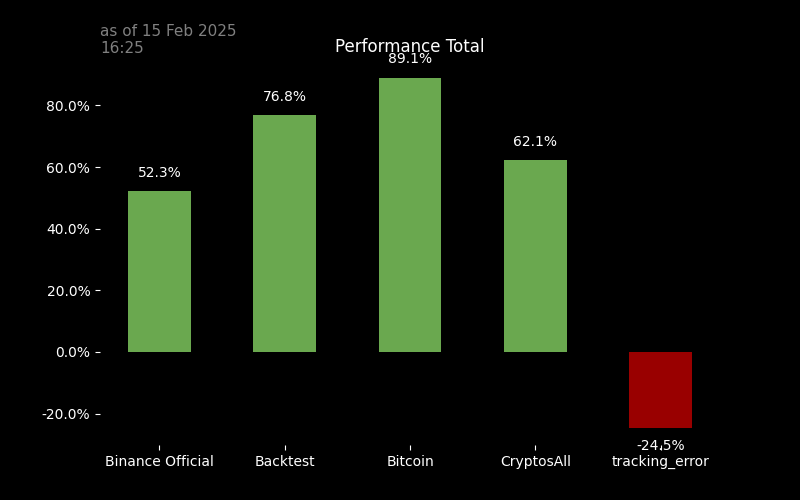 as of 15 Feb 2025
16:25
Performance Total
89.1%
80.0%
76.8%
62.1%
60.0%
52.3%
40.0%
20.0%
0.0%
-20.0%
-24.5%
Binance Official
Backtest
Bitcoin
CryptosAll
tracking_error